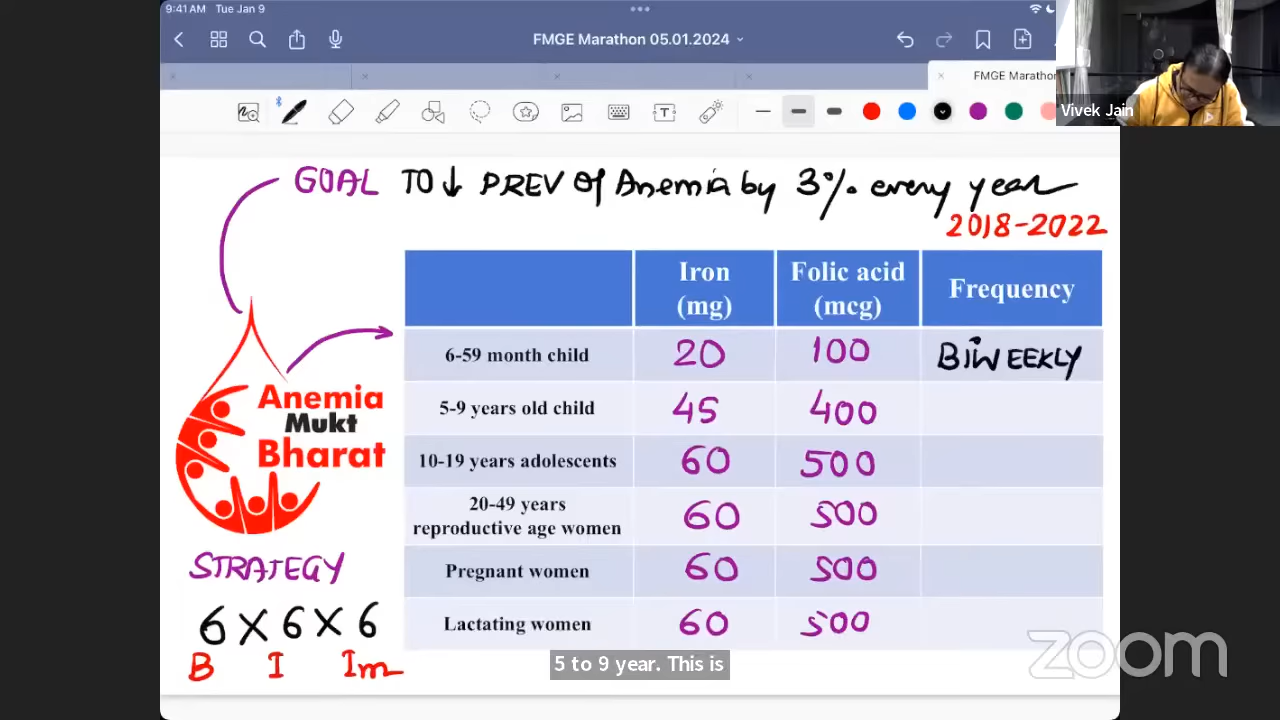 9:41 AM Tue Jan 9
FMGE Marathon 05.01.2024
FMGE Maratho
Vivek Jain
GOAL TO ↓ PREV Of Anemia by 3% every year
2018-2022
Iron (mg) Folic acid (mcg) Frequency
6-59 month child 20 100 BiWEEKLY
5-9 years old child 45 400
10-19 years adolescents 60 500
20-49 years reproductive age women 60 500
Pregnant women 60 500
Lactating women 60 500
Anemia
Mukt
Bharat
STRATEGY
6 X 6 X 6
B I Im
5 to 9 year. This is
zoom